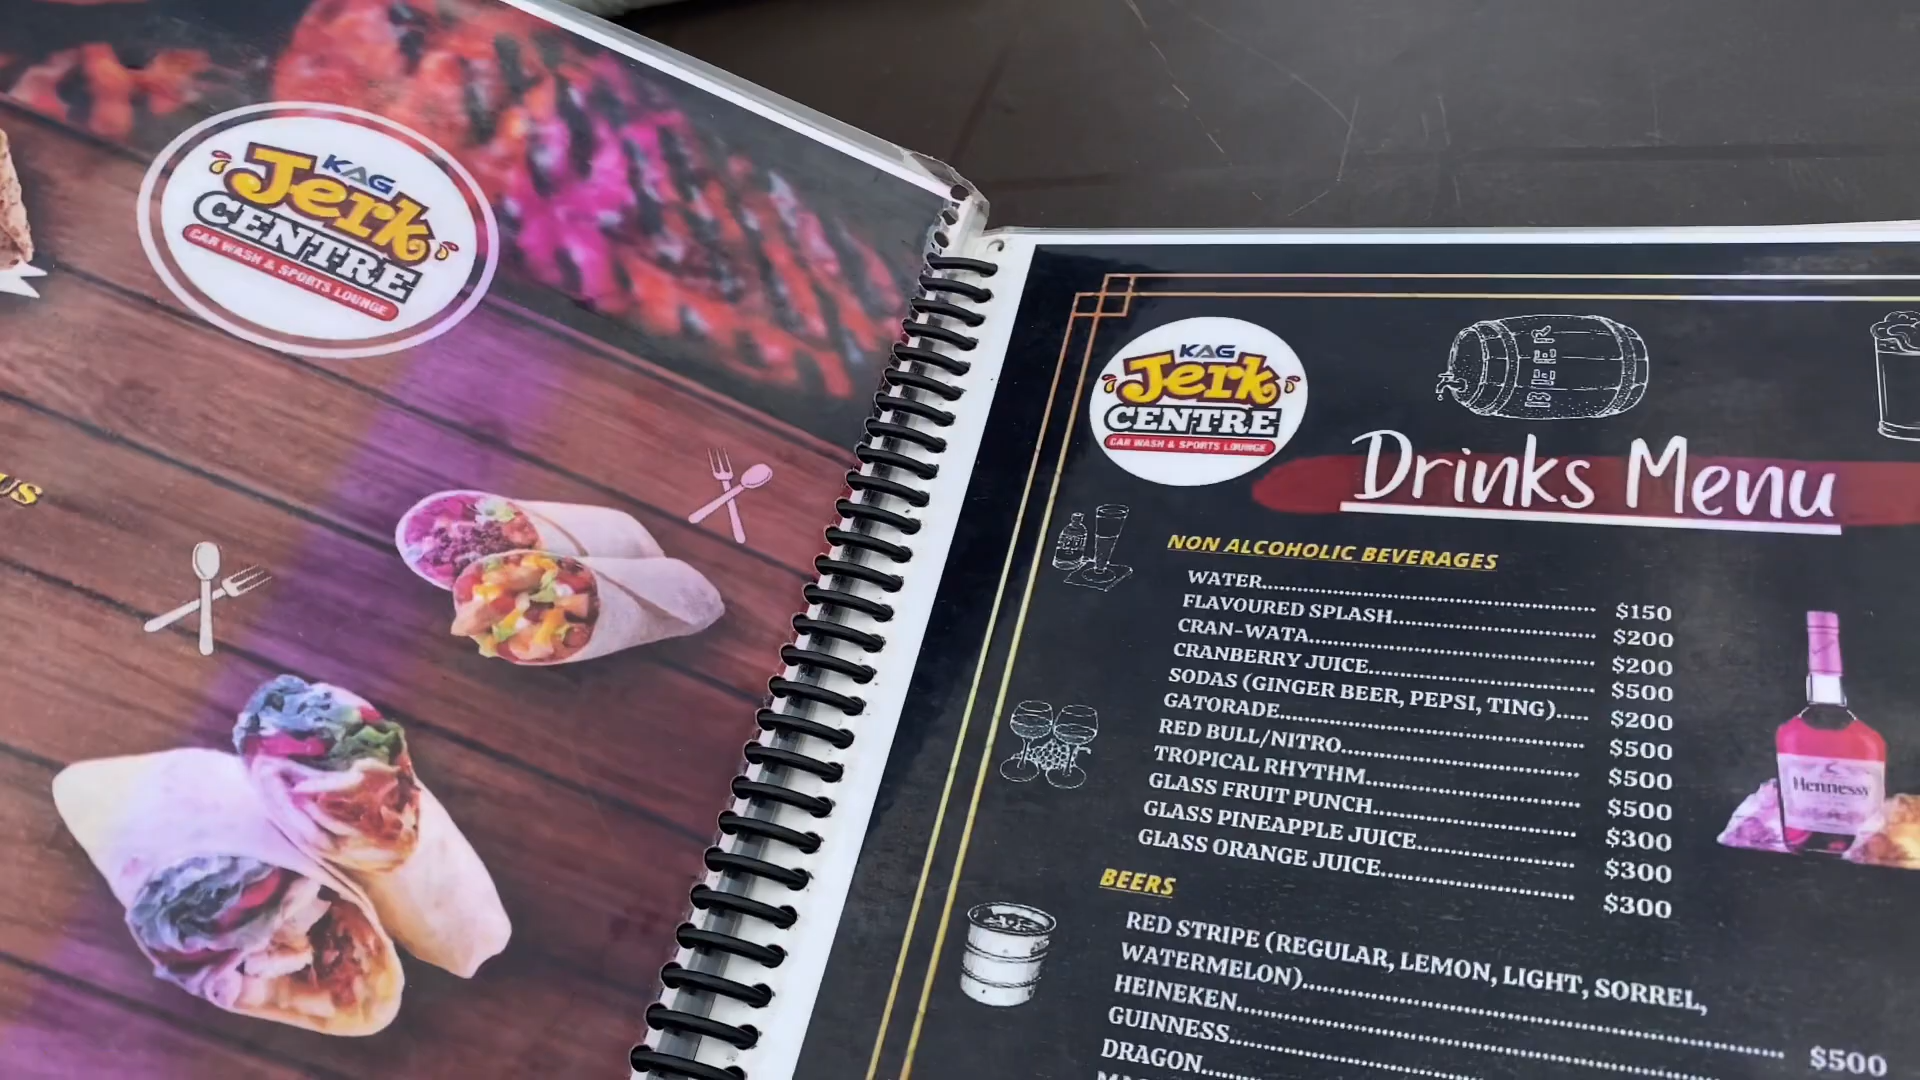 KAG
Jerk
CENTRE
CAR WASH & SPORTS LOUNGE
US
KAG
Jerk
CENTRE
CAR WASH & SPORTS LOUNGE
BEER
Drinks Menu
NON ALCOHOLIC BEVERAGES
WATER.......... $150
FLAVOURED SPLASH.......... $200
CRAN-WATA.......... $200
CRANBERRY JUICE.......... $500
SODAS (GINGER BEER, PEPSI, TING)..... $200
GATORADE.......... $500
RED BULL/NITRO.......... $500
TROPICAL RHYTHM.......... $500
GLASS FRUIT PUNCH.......... $300
GLASS PINEAPPLE JUICE.......... $300
GLASS ORANGE JUICE.......... $300
Hennessy
BEERS
RED STRIPE (REGULAR, LEMON, LIGHT, SORREL,
WATERMELON).......... $500
HEINEKEN..........
GUINNESS..........
DRAGON..........